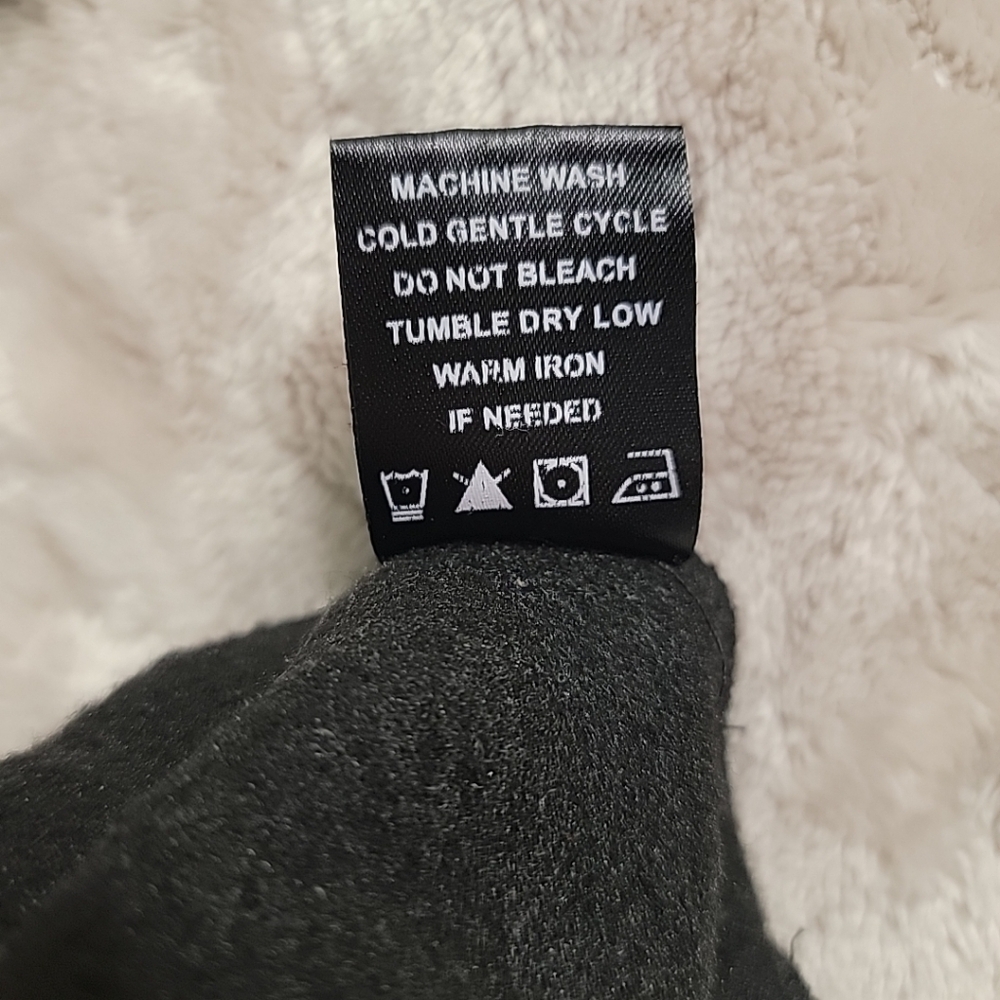 MACHINE WASH
COLD GENTLE CYCLE
DO NOT BLEACH
TUMBLE DRY LOW
WARM IRON
IF NEEDED